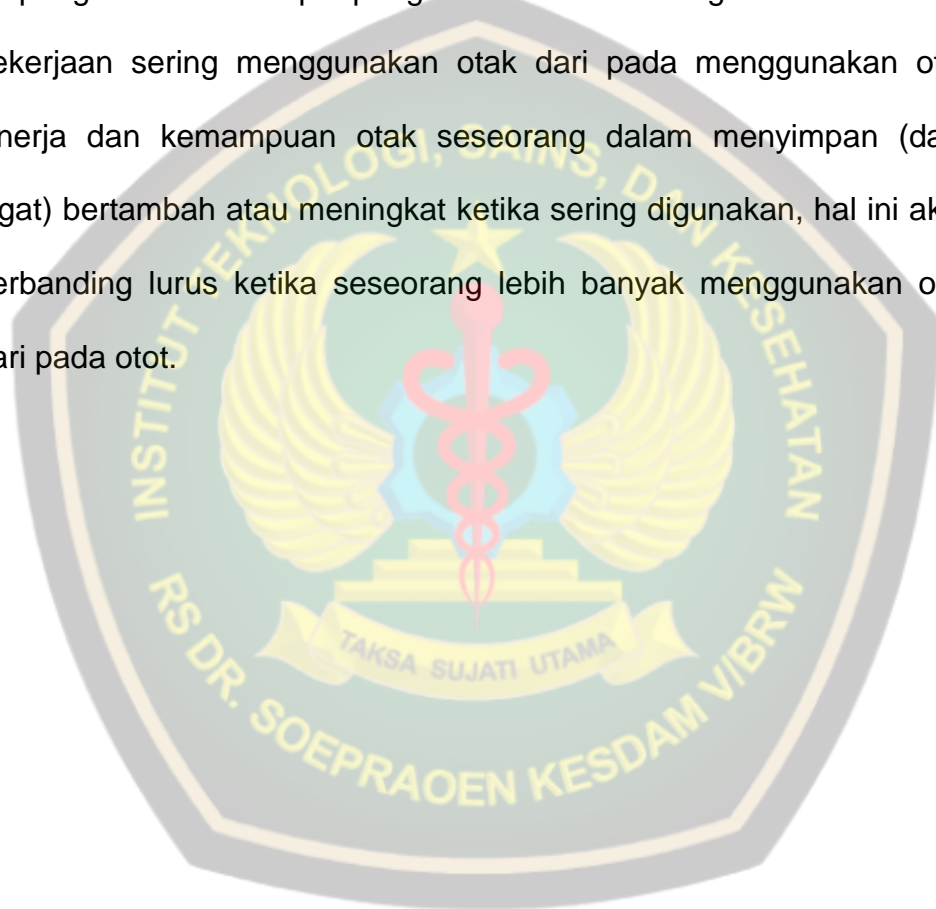 ekerjaan sering menggunakan otak dari pada menggunakan ot
nerja dan kemampuan otak seseorang dalam menyimpan (da
gat) bertambah atau meningkat ketika sering digunakan, hal ini ak
erbanding lurus ketika seseorang lebih banyak menggunakan o
ari pada otot.
INSTITUT TEKNOLOGI, SAINS, DAN KESEHATAN
TAKSA SUJATI UTAMA
RS DR. SOEPRAOEN KESDAM V/BRW